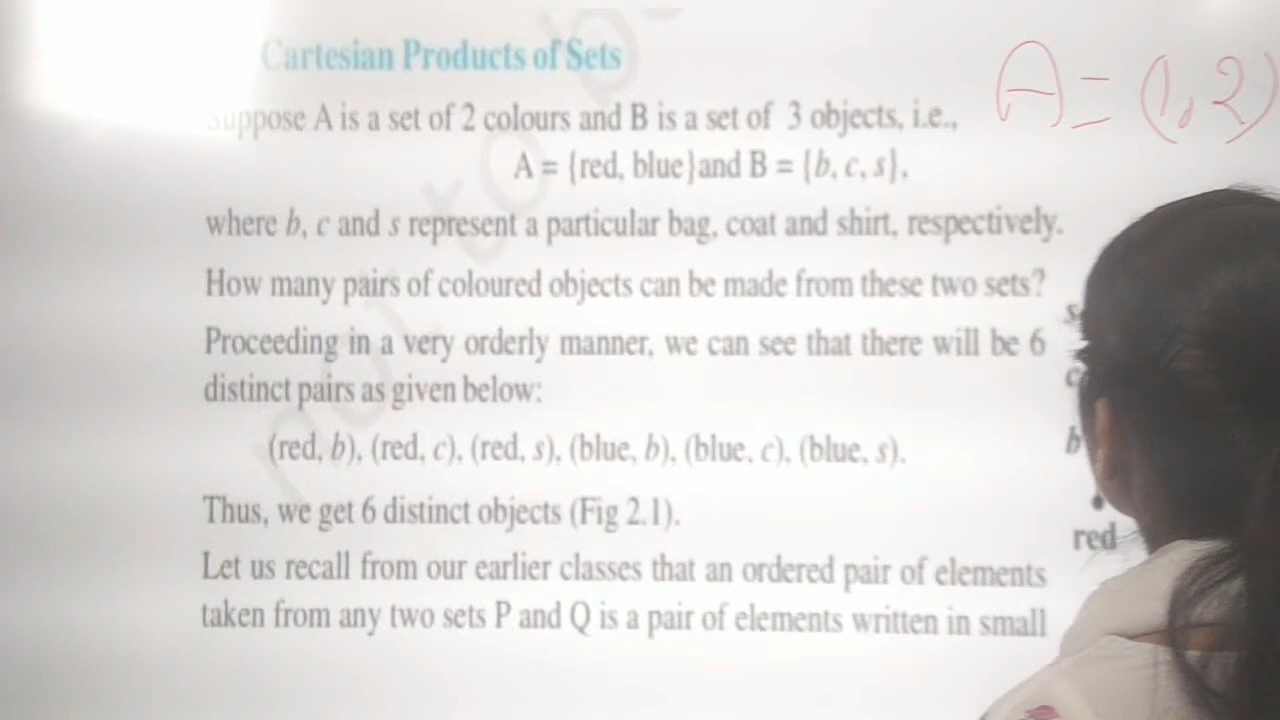 Cartesian Products of Sets
Suppose A is a set of 2 colours and B is a set of 3 objects, i.e.,
A = {red, blue}and B = {b, c, s},
where b, c and s represent a particular bag, coat and shirt, respectively.
How many pairs of coloured objects can be made from these two sets?
Proceeding in a very orderly manner, we can see that there will be 6
distinct pairs as given below:
(red, b), (red, c), (red, s), (blue, b), (blue, c), (blue, s).
Thus, we get 6 distinct objects (Fig 2.1).
Let us recall from our earlier classes that an ordered pair of elements
taken from any two sets P and Q is a pair of elements written in small
A = (1, 2)
s
c
b
red